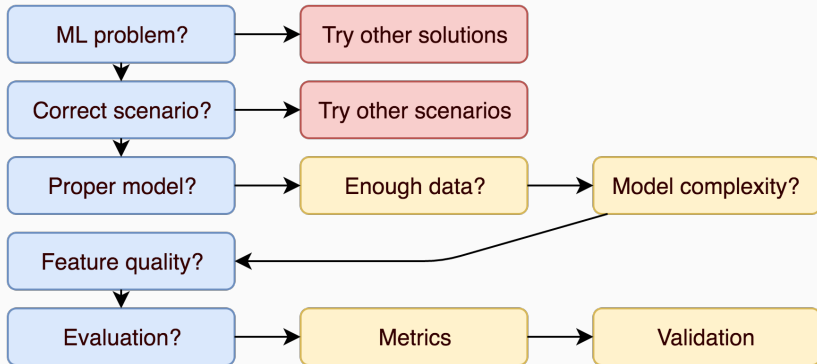 ML problem?
Try other solutions
Correct scenario?
Try other scenarios
Proper model?
Enough data?
Model complexity?
Feature quality?
Evaluation?
Metrics
Validation